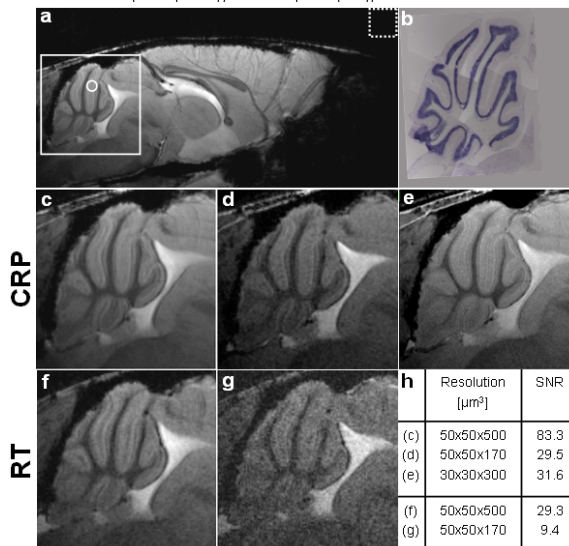 a
b
c
d
e
CRP
f
g
h
RT
Resolution SNR
[µm³]
(c) 50x50x500 83.3
(d) 50x50x170 29.5
(e) 30x30x300 31.6
(f) 50x50x500 29.3
(g) 50x50x170 9.4